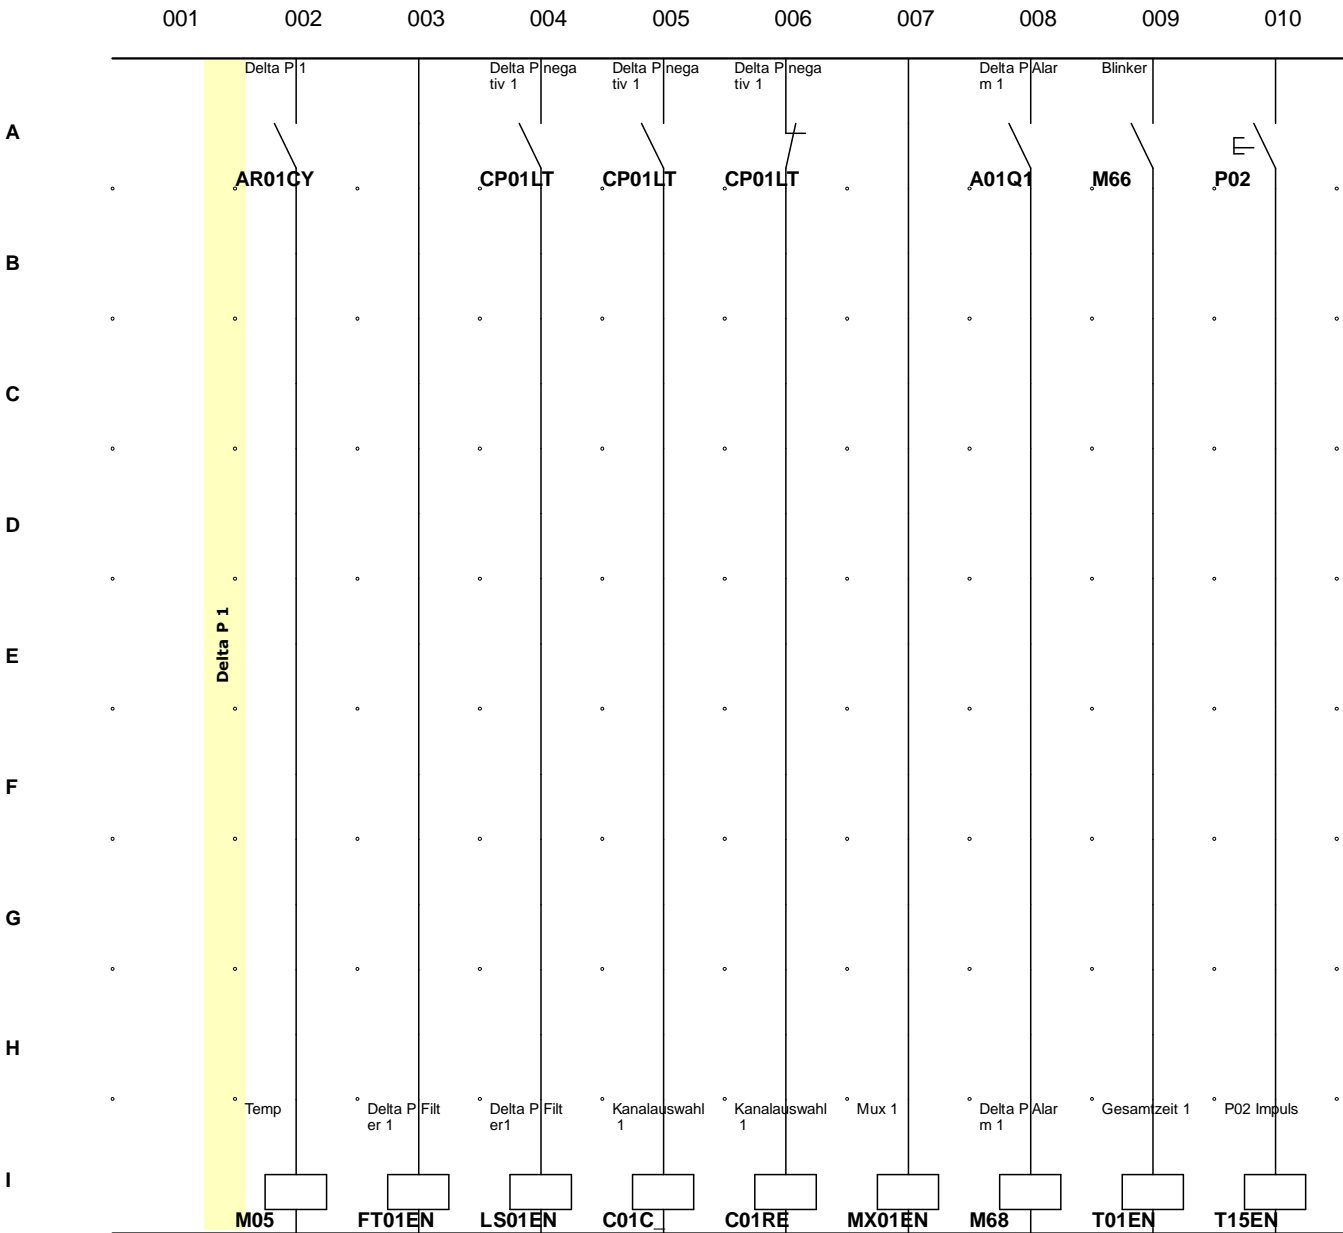 001 002 003 004 005 006 007 008 009 010
Delta P 1
Delta P nega
tiv 1
Delta P nega
tiv 1
Delta P nega
tiv 1
Delta P Alar
m 1
Blinker
A
AR01CY CP01LT CP01LT CP01LT A01Q1 M66 P02
B
C
D
Delta P 1
E
F
G
H
Temp
Delta P Filt
er 1
Delta P Filt
er1
Kanalauswahl
1
Kanalauswahl
1
Mux 1
Delta P Alar
m 1
Gesamtzeit 1
P02 Impuls
I
M05 FT01EN LS01EN C01C_ C01RE MX01EN M68 T01EN T15EN